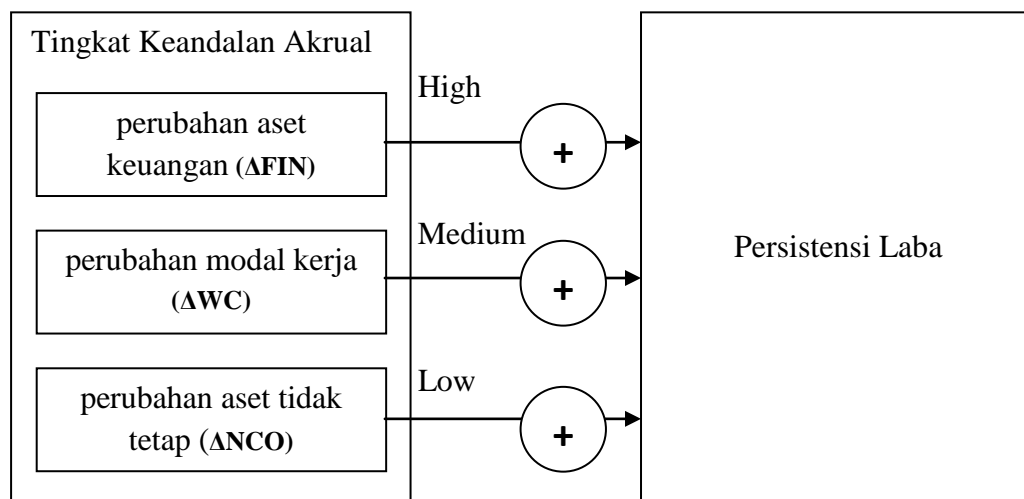 Tingkat Keandalan Akrual
High
perubahan aset
keuangan (ΔFIN)
+
Medium
perubahan modal kerja
(ΔWC)
+
Persistensi Laba
Low
perubahan aset tidak
tetap (ΔNCO)
+